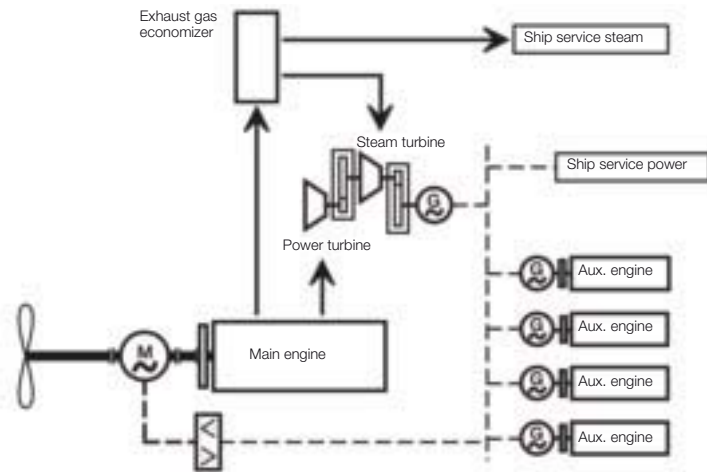 Exhaust gas
economizer
Ship service steam
Steam turbine
Ship service power
G
Power turbine
G Aux. engine
G Aux. engine
M
Main engine
G Aux. engine
G Aux. engine